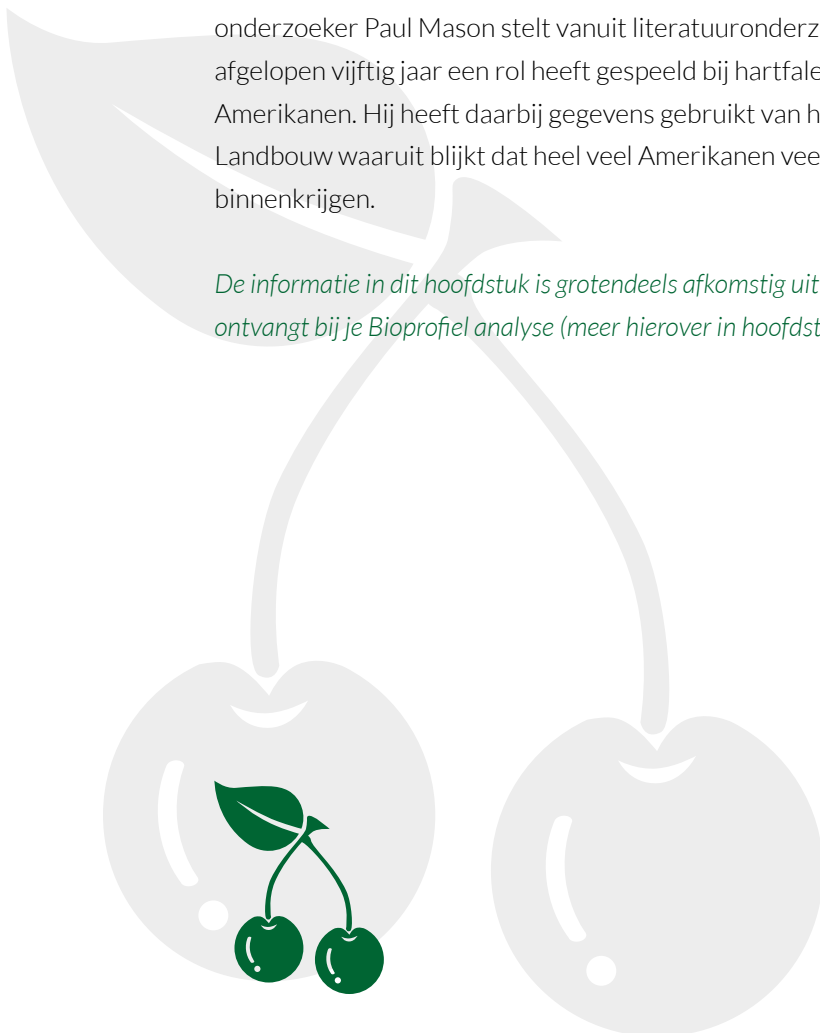 onderzoeker Paul Mason stelt vanuit literatuuronderz
afgelopen vijftig jaar een rol heeft gespeeld bij hartfale
Amerikanen. Hij heeft daarbij gegevens gebruikt van h
Landbouw waaruit blijkt dat heel veel Amerikanen vee
binnenkrijgen.
De informatie in dit hoofdstuk is grotendeels afkomstig uit
ontvangt bij je Bioprofiel analyse (meer hierover in hoofdst